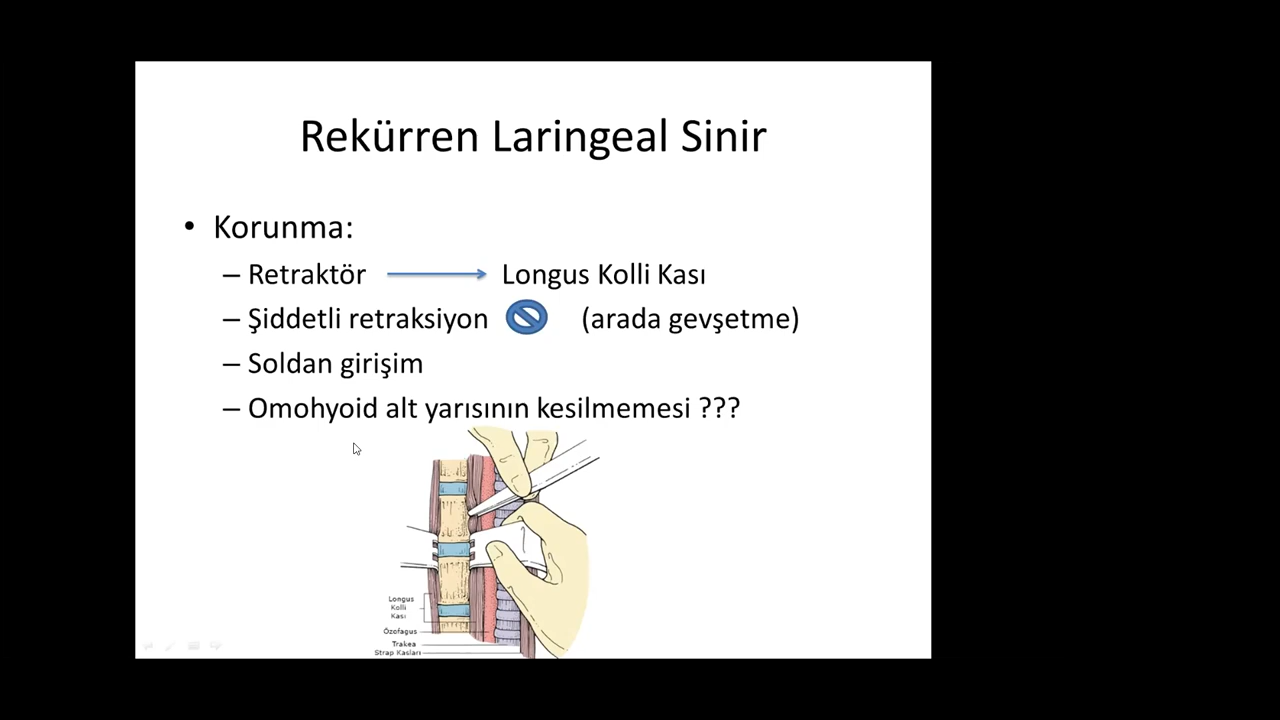 Rekürren Laringeal Sinir
• Korunma:
– Retraktör Longus Kolli Kası
– Şiddetli retraksiyon (arada gevşetme)
– Soldan girişim
– Omohyoid alt yarısının kesilmemesi ???
Longus
Kolli
Kası
Özofagus
Trakea
Strap Kasları